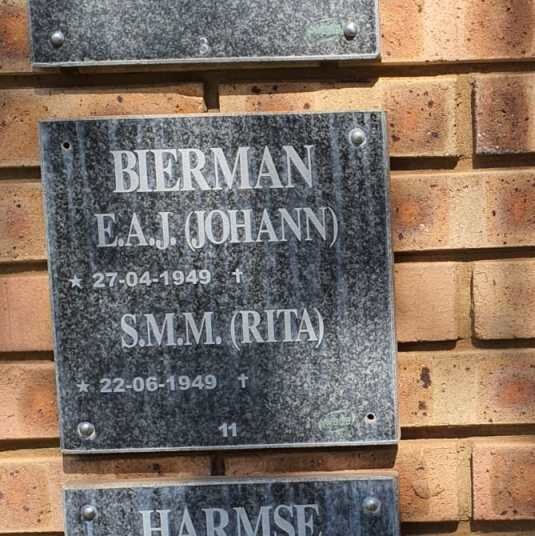 3
BIERMAN
E.A.J. (JOHANN)
★ 27-04-1949 †
S.M.M. (RITA)
★ 22-06-1949 †
11
HARMSE